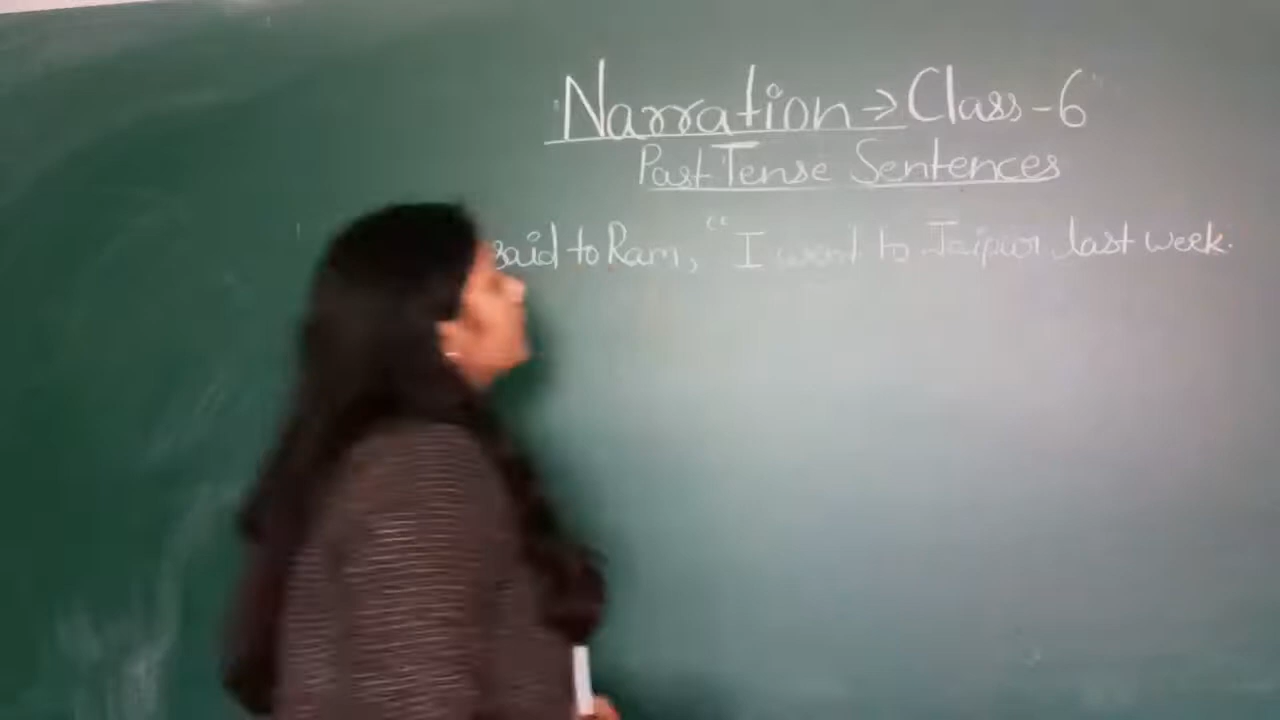 Narration → Class-6
Past Tense Sentences
said to Ram, “I went to Jaipur last week.